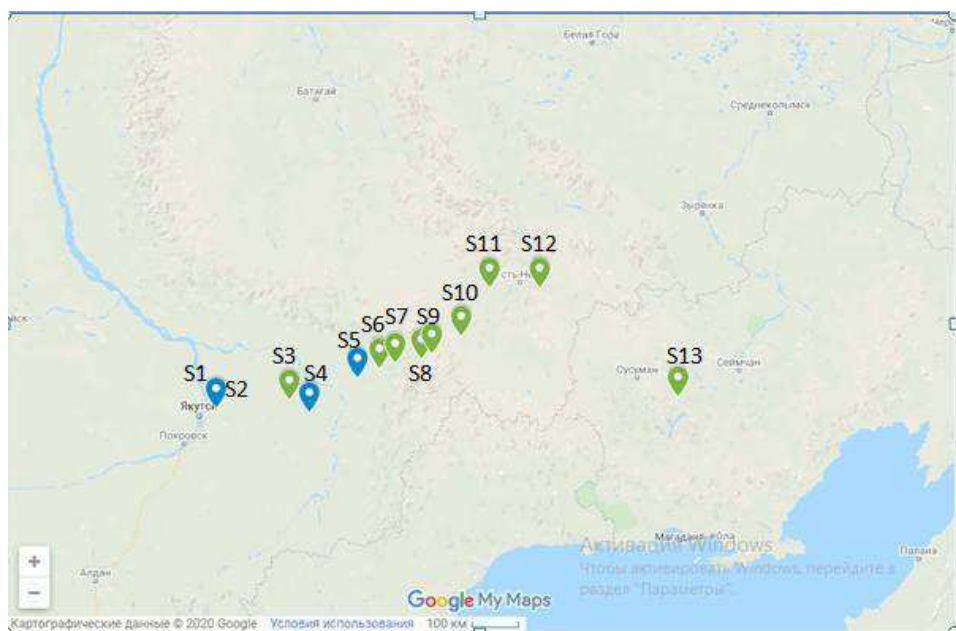 Белая Гора
Батагай
Среднеколымск
Зырянка
S11 S12
сть-Не
S10
S9
S7
S6
S5
S8
S3
S4
S1
S2
S13
Сусуман
Сеймчан
Якутск
Покровск
Алдан
Палана
Активация Windows
Чтобы активировать Windows, перейдите в
раздел "Параметры".
+
−
Google My Maps
Картографические данные © 2020 Google Условия использования 100 км